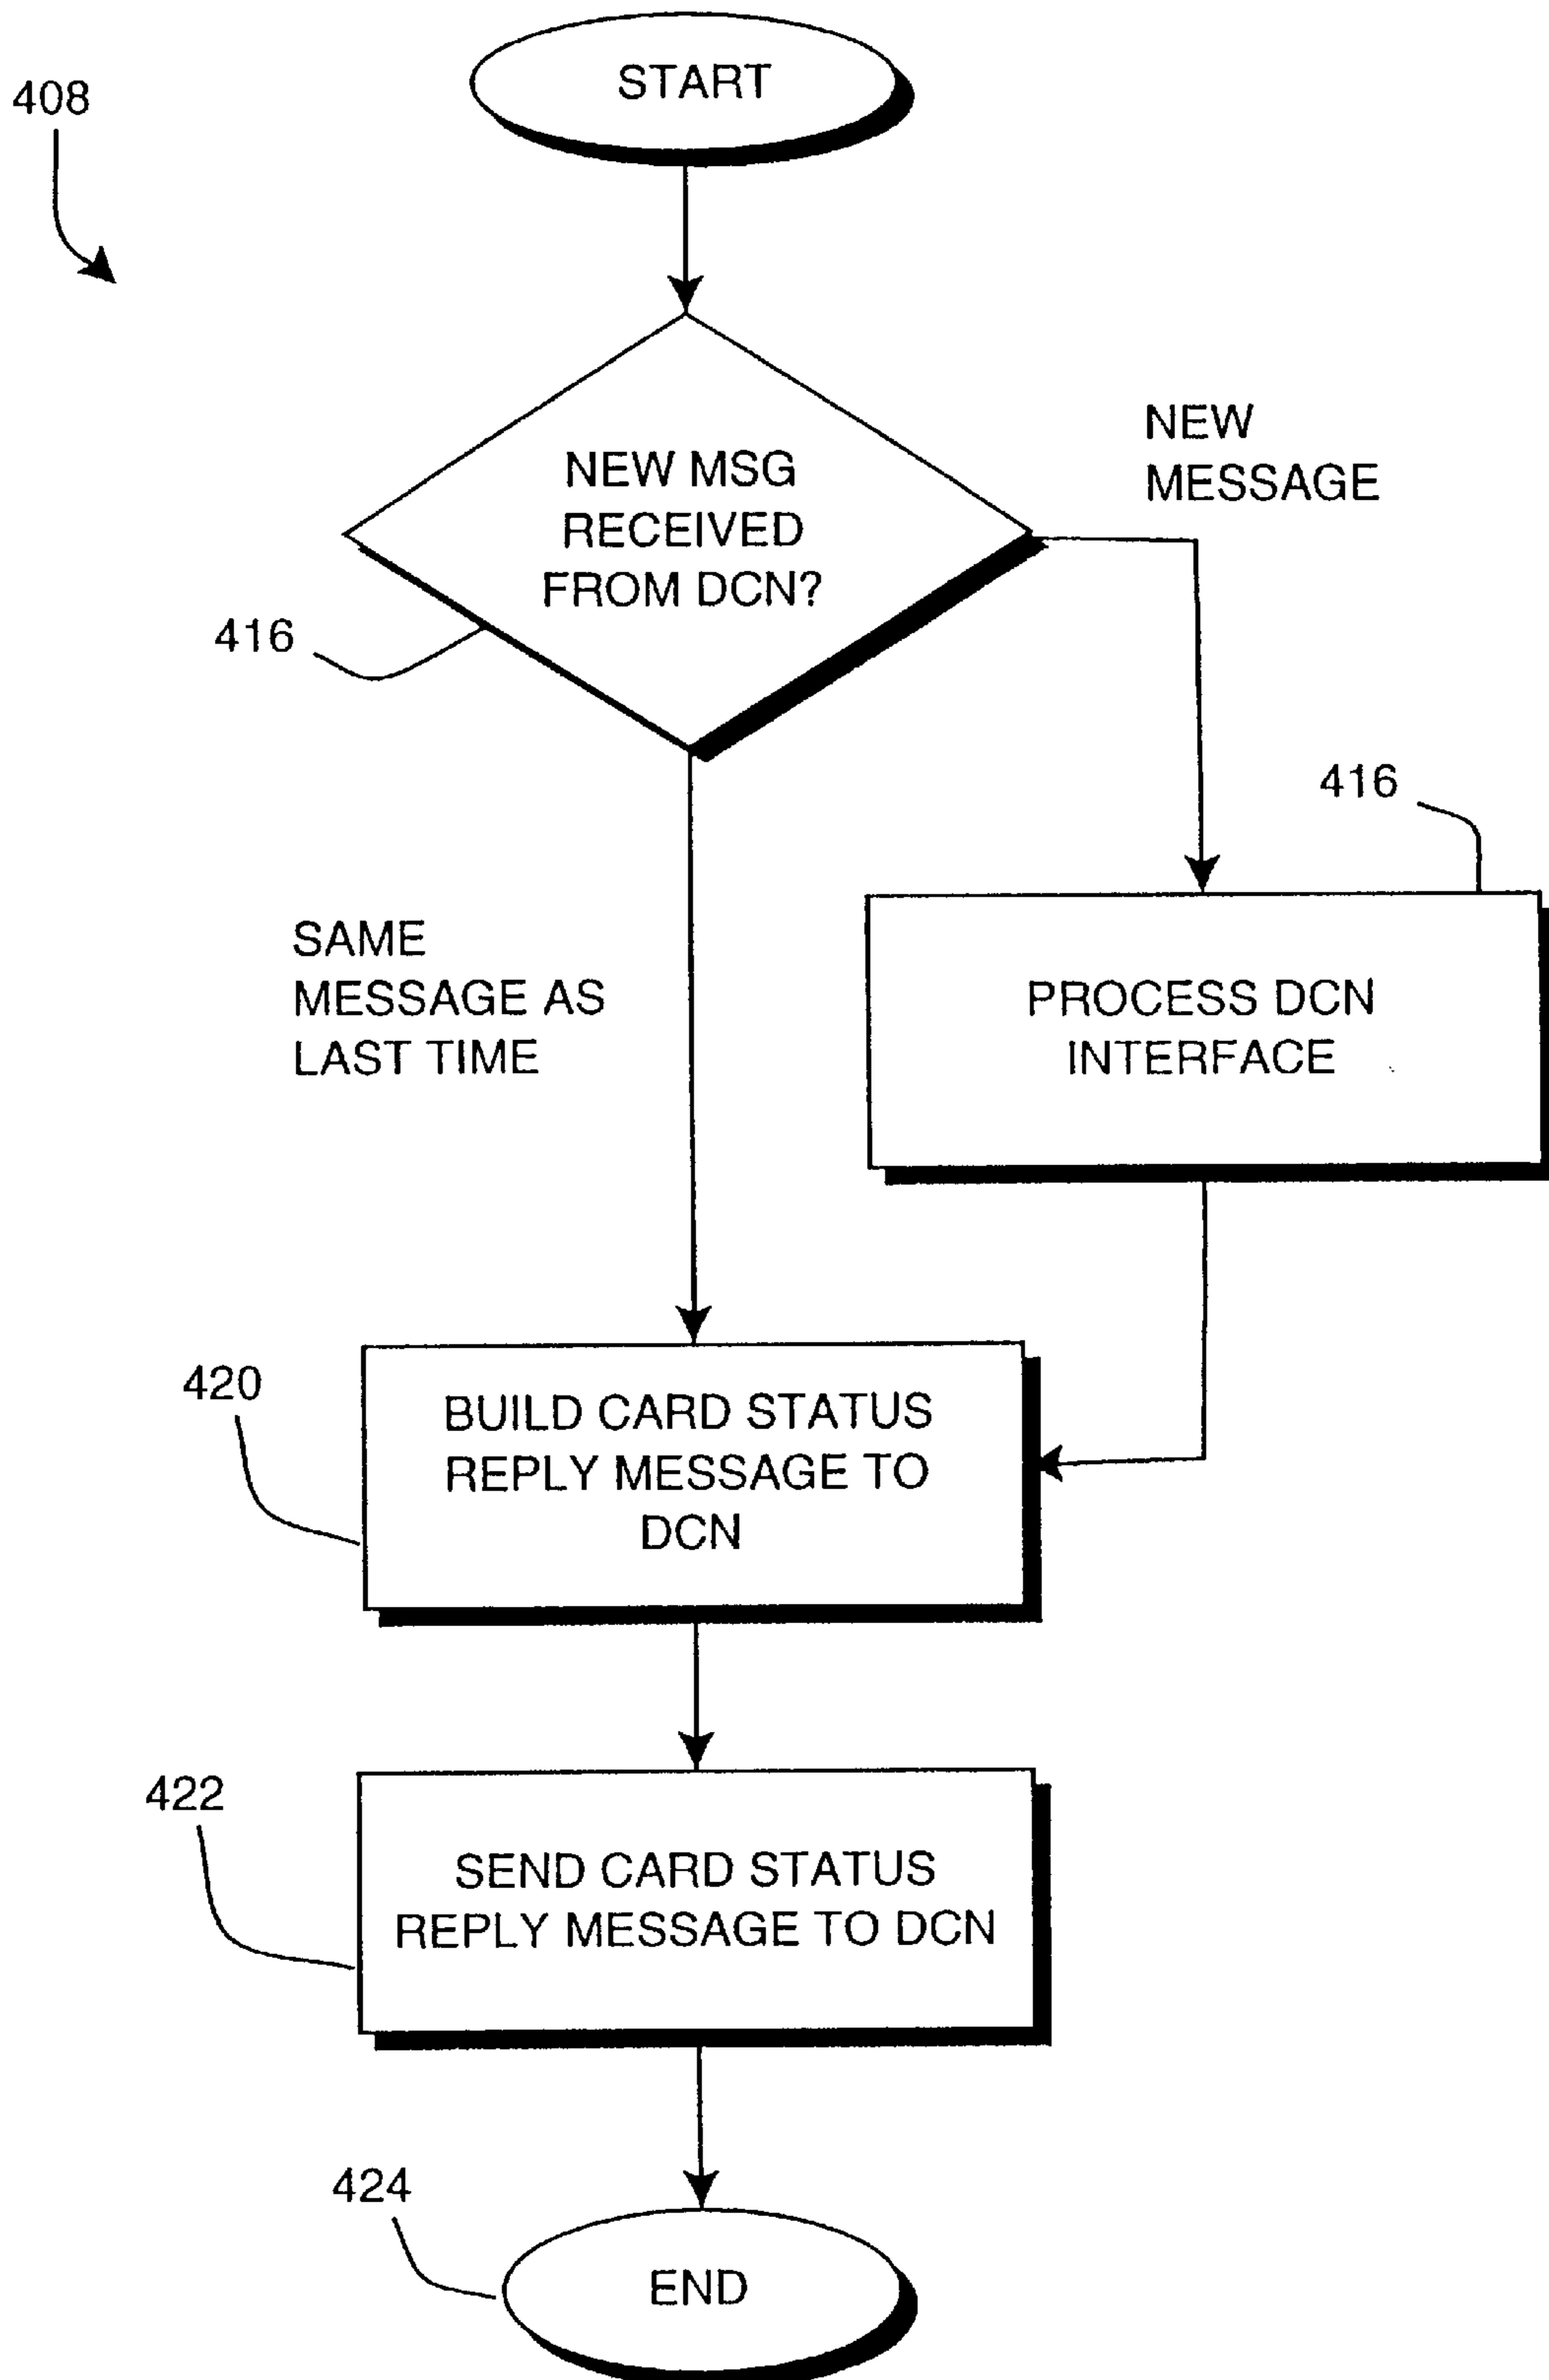 START
408
NEW
MESSAGE
NEW MSG
RECEIVED
FROM DCN?
416
416
SAME
MESSAGE AS
LAST TIME
PROCESS DCN
INTERFACE
420
BUILD CARD STATUS
REPLY MESSAGE TO
DCN
422
SEND CARD STATUS
REPLY MESSAGE TO DCN
424
END